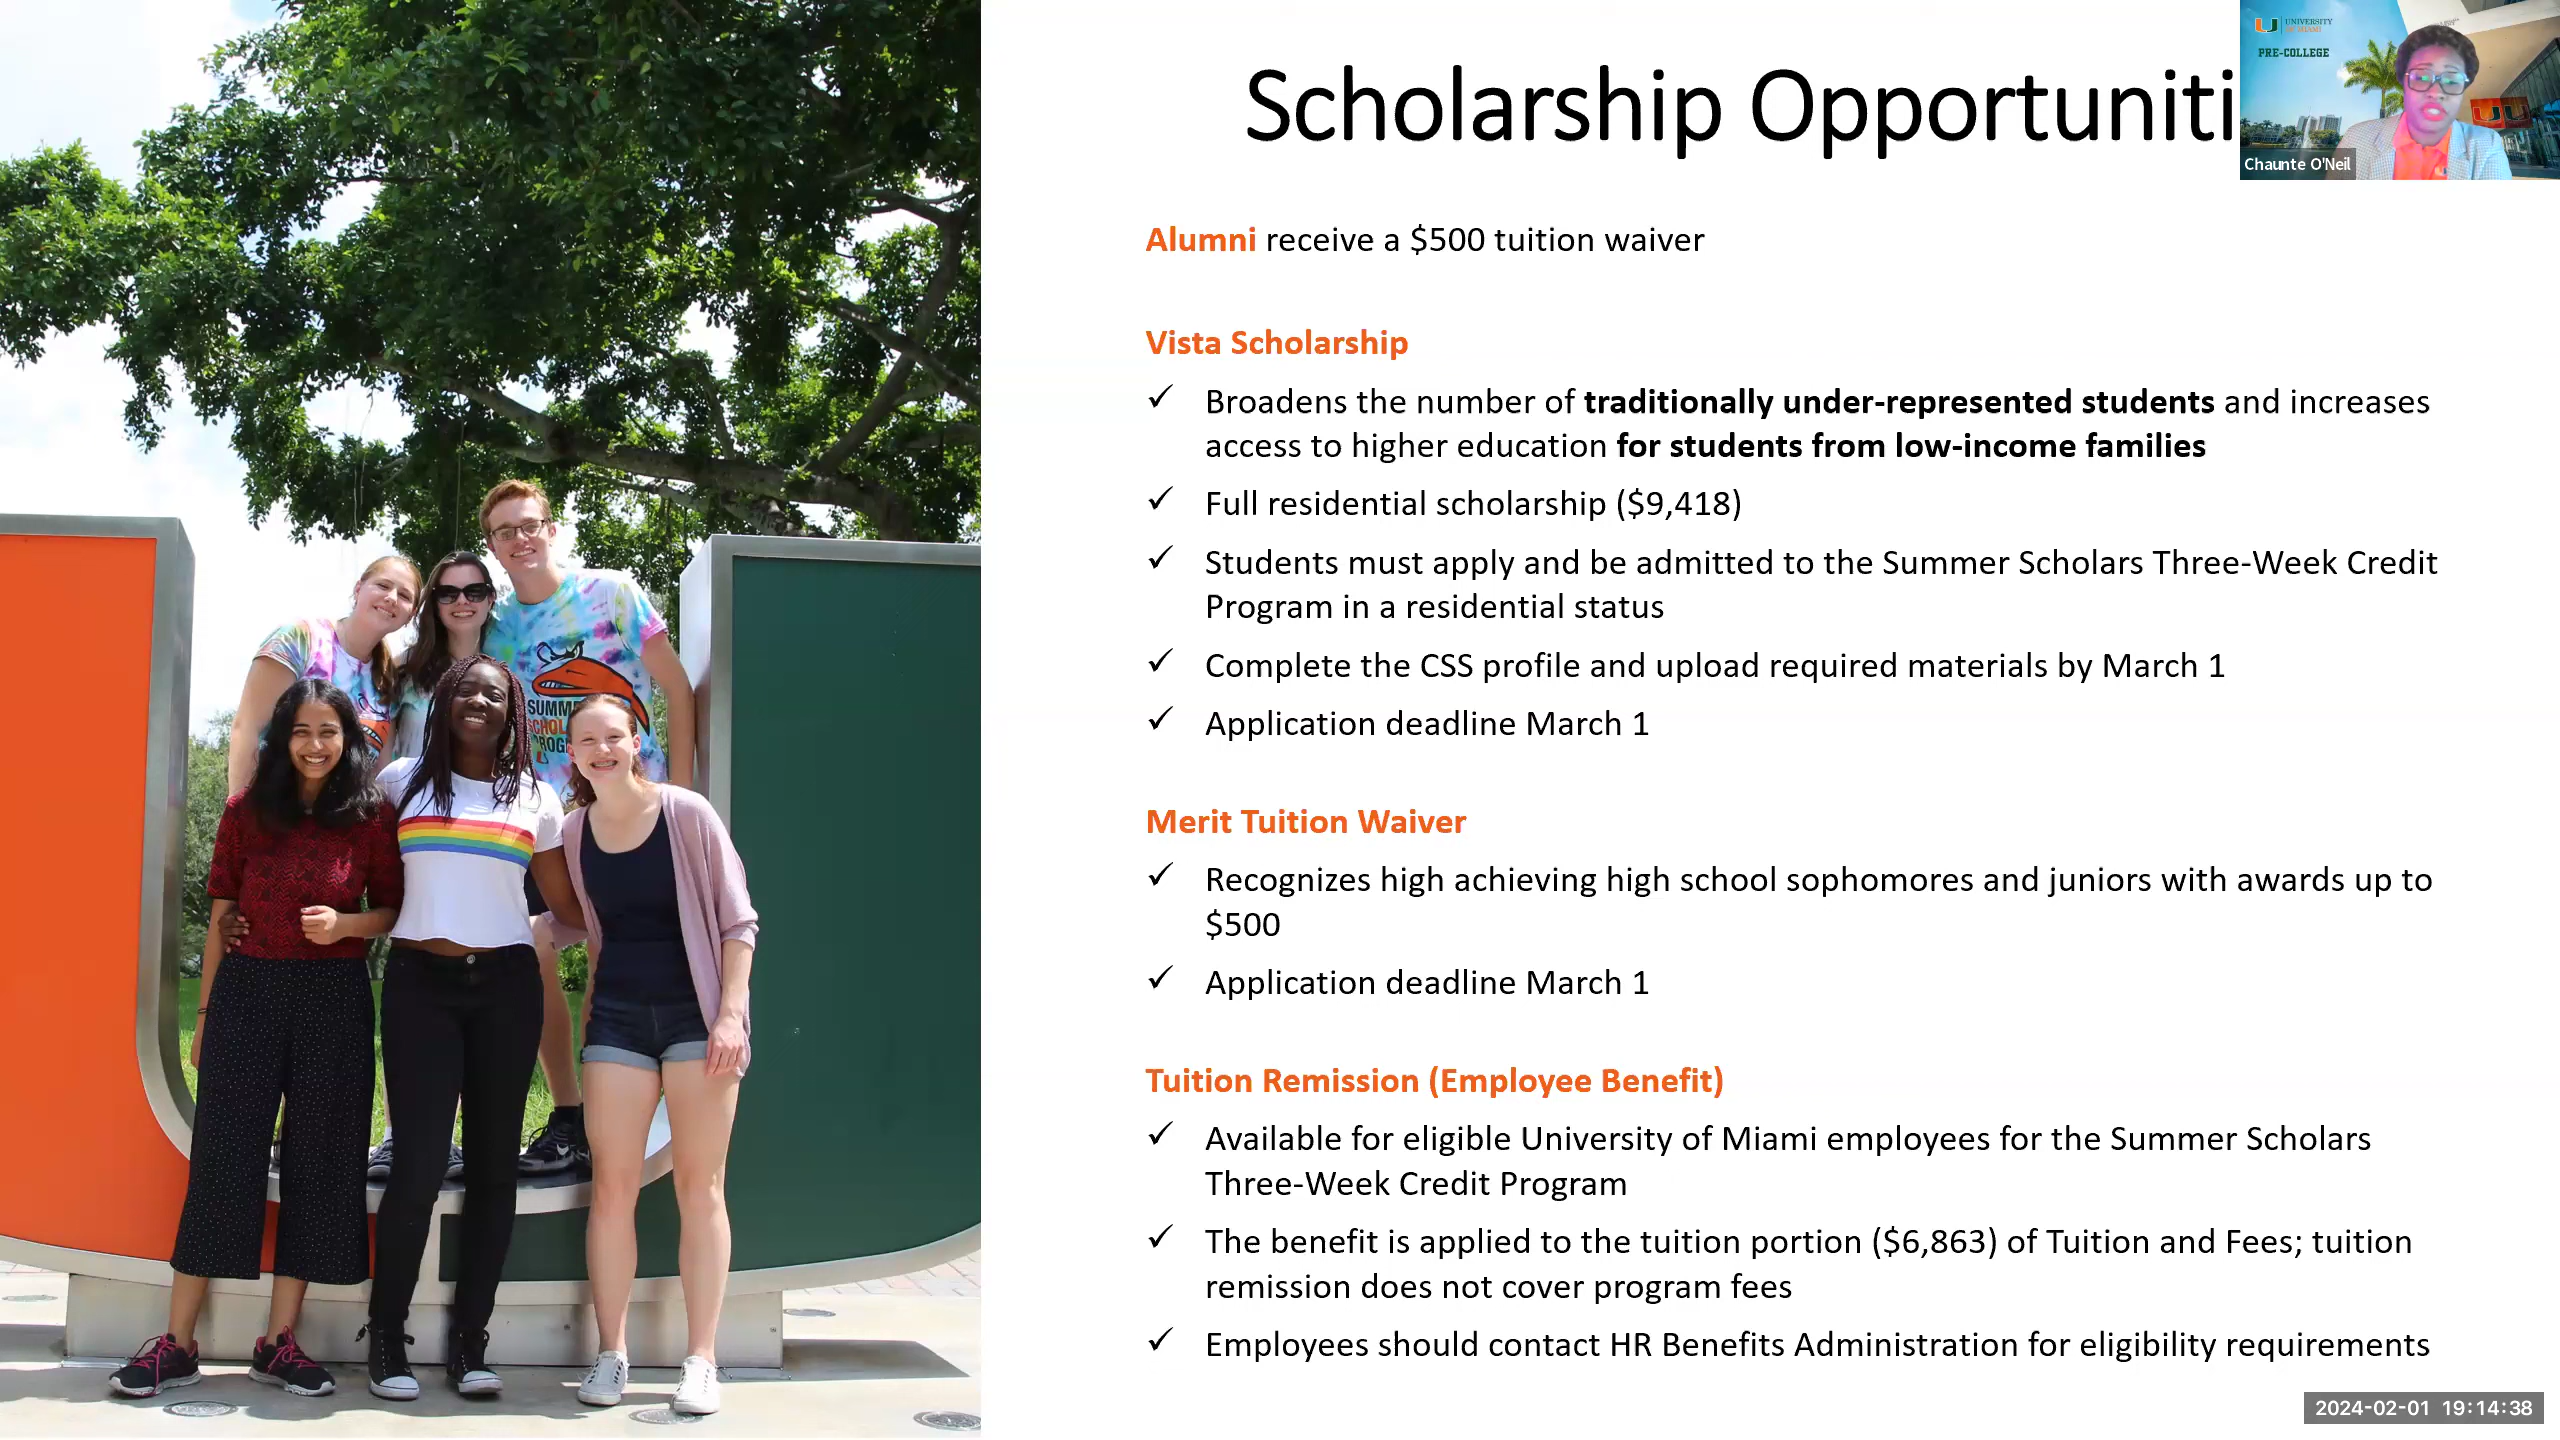 Scholarship Opportuniti
UNIVERSITY
OF MIAMI
PRE-COLLEGE
Chaunte O'Neil
Alumni receive a $500 tuition waiver
Vista Scholarship
✓ Broadens the number of traditionally under-represented students and increases
access to higher education for students from low-income families
✓ Full residential scholarship ($9,418)
✓ Students must apply and be admitted to the Summer Scholars Three-Week Credit
Program in a residential status
✓ Complete the CSS profile and upload required materials by March 1
✓ Application deadline March 1
Merit Tuition Waiver
✓ Recognizes high achieving high school sophomores and juniors with awards up to
$500
✓ Application deadline March 1
Tuition Remission (Employee Benefit)
✓ Available for eligible University of Miami employees for the Summer Scholars
Three-Week Credit Program
✓ The benefit is applied to the tuition portion ($6,863) of Tuition and Fees; tuition
remission does not cover program fees
✓ Employees should contact HR Benefits Administration for eligibility requirements
SUMM
SCHOL
PROG
2024-02-01 19:14:38